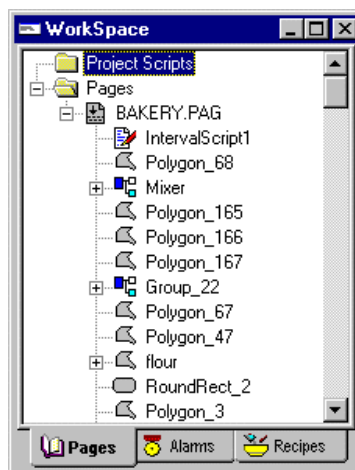 WorkSpace
Project Scripts
Pages
BAKERY.PAG
IntervalScript1
Polygon_68
Mixer
Polygon_165
Polygon_166
Polygon_167
Group_22
Polygon_67
Polygon_47
flour
RoundRect_2
Polygon_3
Pages Alarms Recipes